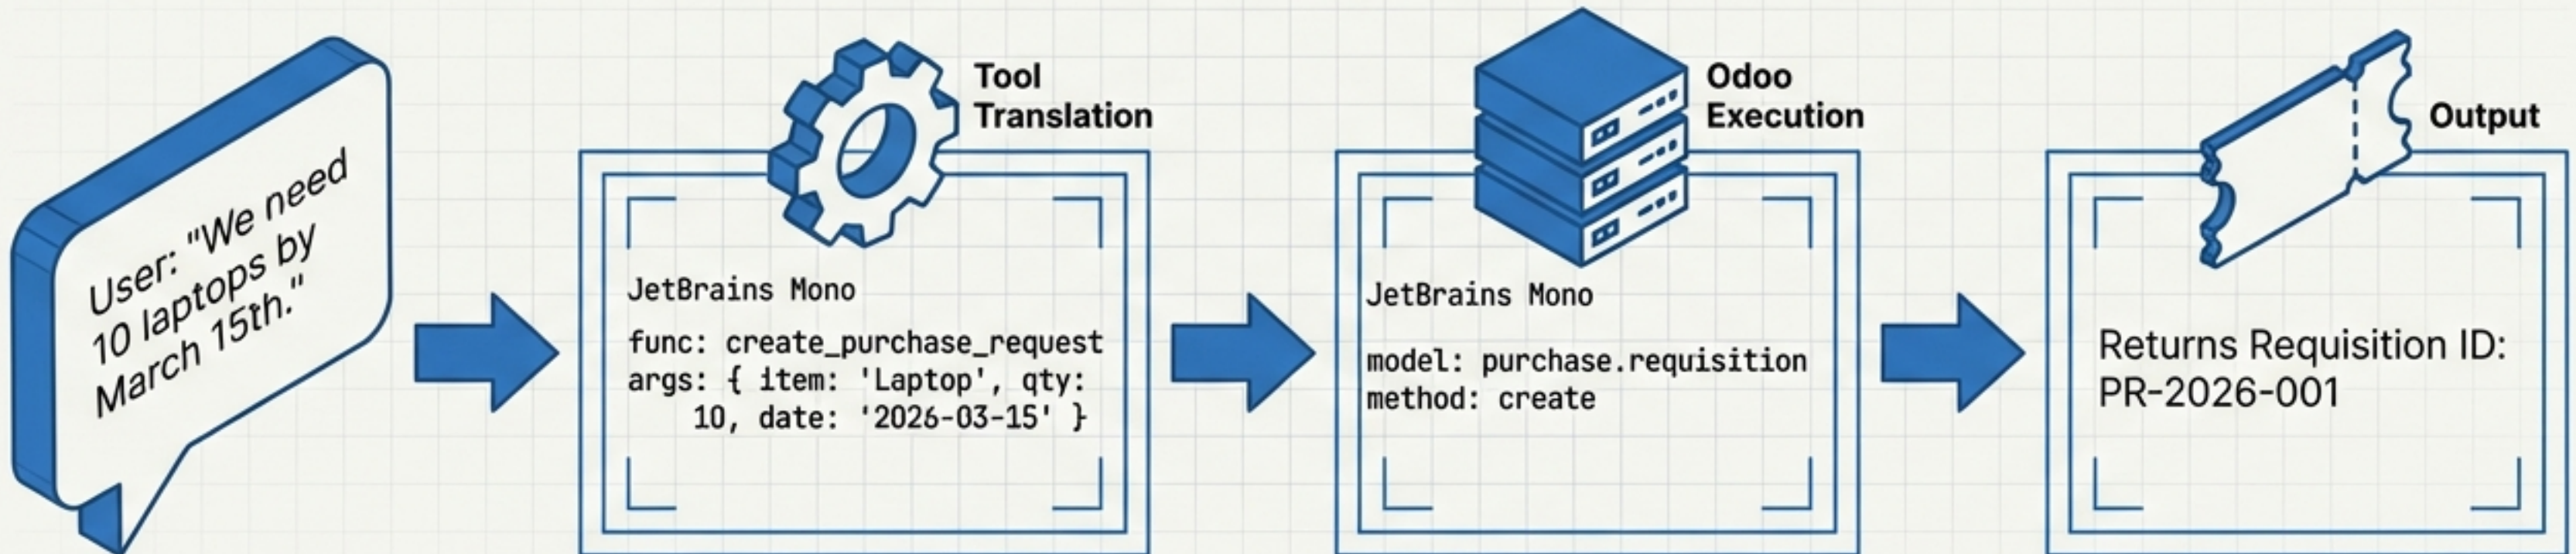 User: "We need
10 laptops by
March 15th."
Tool
Translation
JetBrains Mono
func: create_purchase_request
args: { item: 'Laptop', qty:
10, date: '2026-03-15' }
Odoo
Execution
JetBrains Mono
model: purchase.requisition
method: create
Output
Returns Requisition ID:
PR-2026-001